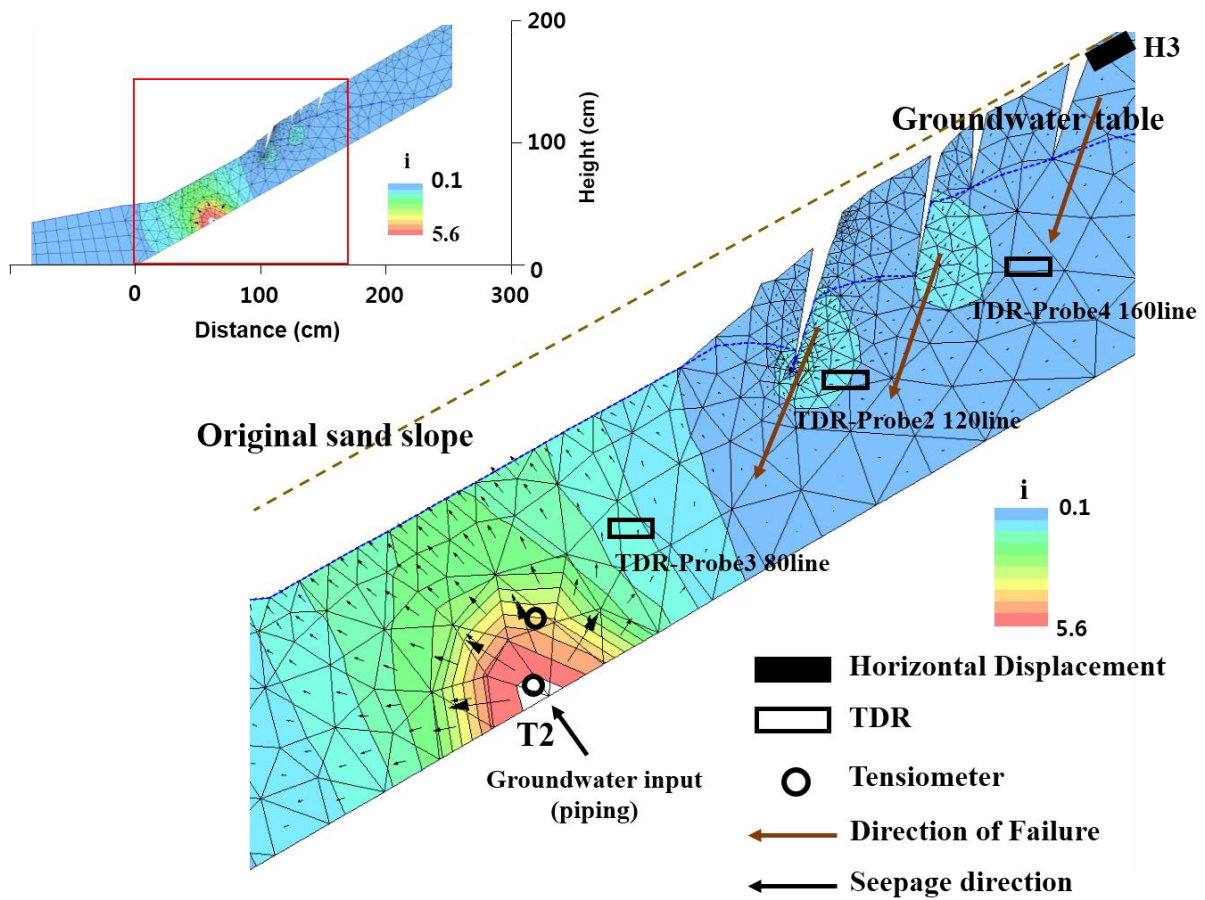 200
100
0
Height (cm)
i
0.1
5.6
0
100
200
300
Distance (cm)
H3
Groundwater table
TDR-Probe4 160line
TDR-Probe2 120line
Original sand slope
TDR-Probe3 80line
i
0.1
5.6
T2
Groundwater input
(piping)
Horizontal Displacement
TDR
Tensiometer
Direction of Failure
Seepage direction